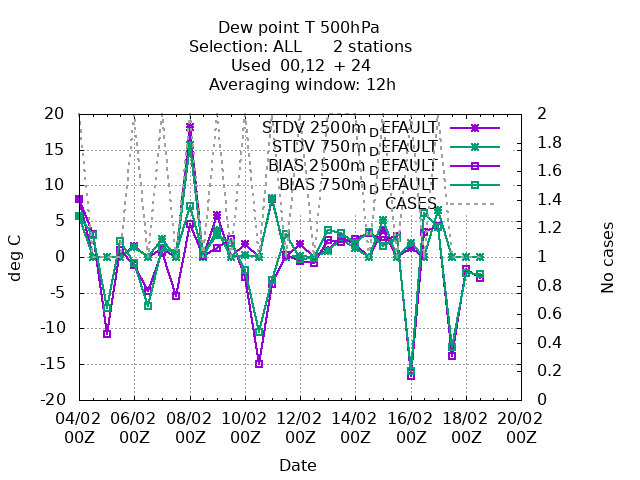 Dew point T 500hPa
Selection: ALL 2 stations
Used 00,12 + 24
Averaging window: 12h
20 2
STDV 2500m_DEFAULT
15 1.8
STDV 750m_DEFAULT
BIAS 2500m_DEFAULT
1.6
10 BIAS 750m_DEFAULT
1.4
CASES
5 1.2
0 1
-5 0.8
-10 0.6
0.4
-15 0.2
-20 0
deg C
No cases
04/02 06/02 08/02 10/02 12/02 14/02 16/02 18/02 20/02
00Z 00Z 00Z 00Z 00Z 00Z 00Z 00Z 00Z
Date